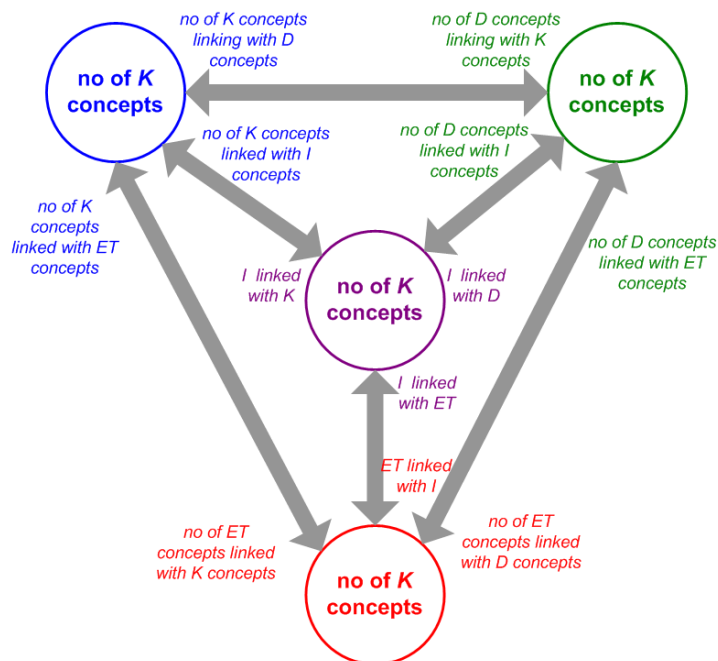 no of K concepts
linking with D
concepts
no of D concepts
linking with K
concepts
no of K
concepts
no of K
concepts
no of K concepts
linked with I
concepts
no of D concepts
linked with I
concepts
no of K
concepts
linked with ET
concepts
no of D concepts
linked with ET
concepts
I linked
with K
no of K
concepts
I linked
with D
I linked
with ET
ET linked
with I
no of ET
concepts linked
with K concepts
no of ET
concepts linked
with D concepts
no of K
concepts